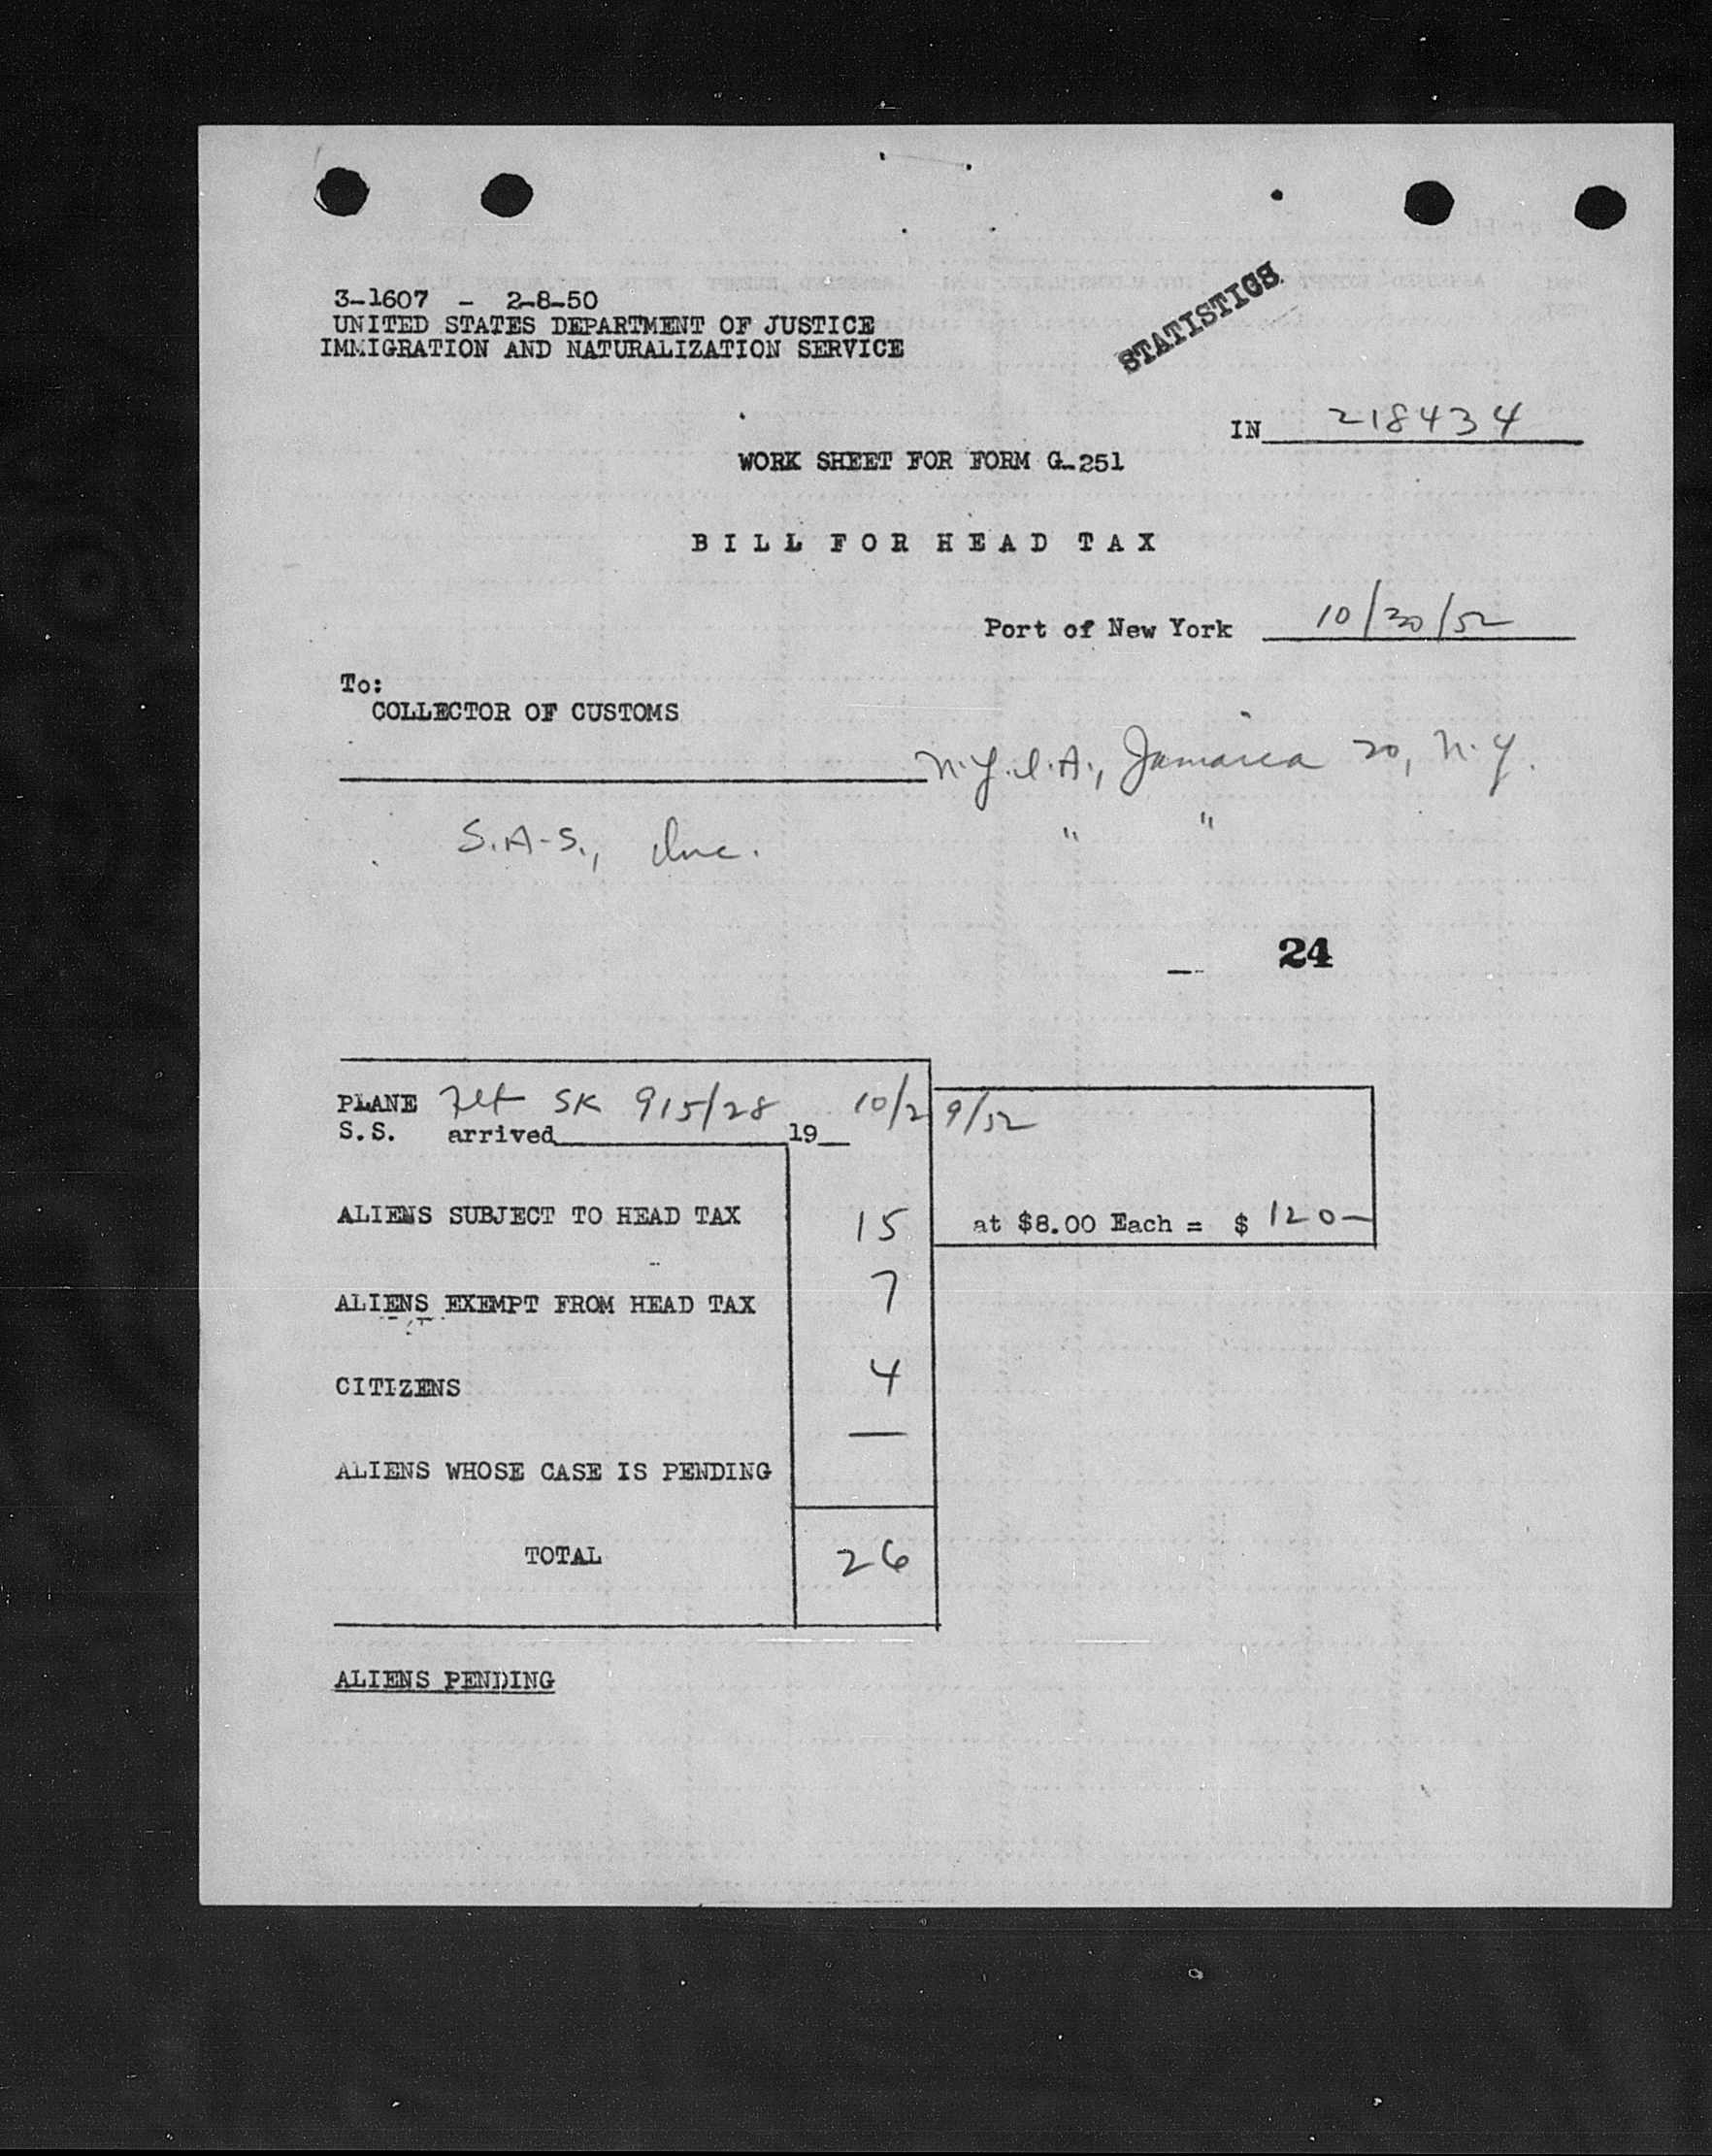 3-1607 - 2-8-50
UNITED STATES DEPARTMENT OF JUSTICE
IMMIGRATION AND NATURALIZATION SERVICE
STATISTICS
IN 218434
WORK SHEET FOR FORM G-251
BILL FOR HEAD TAX
Port of New York 10/30/52
To:
COLLECTOR OF CUSTOMS
N.Y.I.A., Jamaica 20, N.Y.
S.A.S., Inc. " "
24
PLANE Flt SK 915/28 10/29/52
S.S. arrived 19
ALIENS SUBJECT TO HEAD TAX 15 at $8.00 Each = $ 120-
ALIENS EXEMPT FROM HEAD TAX 7
CITIZENS 4
ALIENS WHOSE CASE IS PENDING —
TOTAL 26
ALIENS PENDING